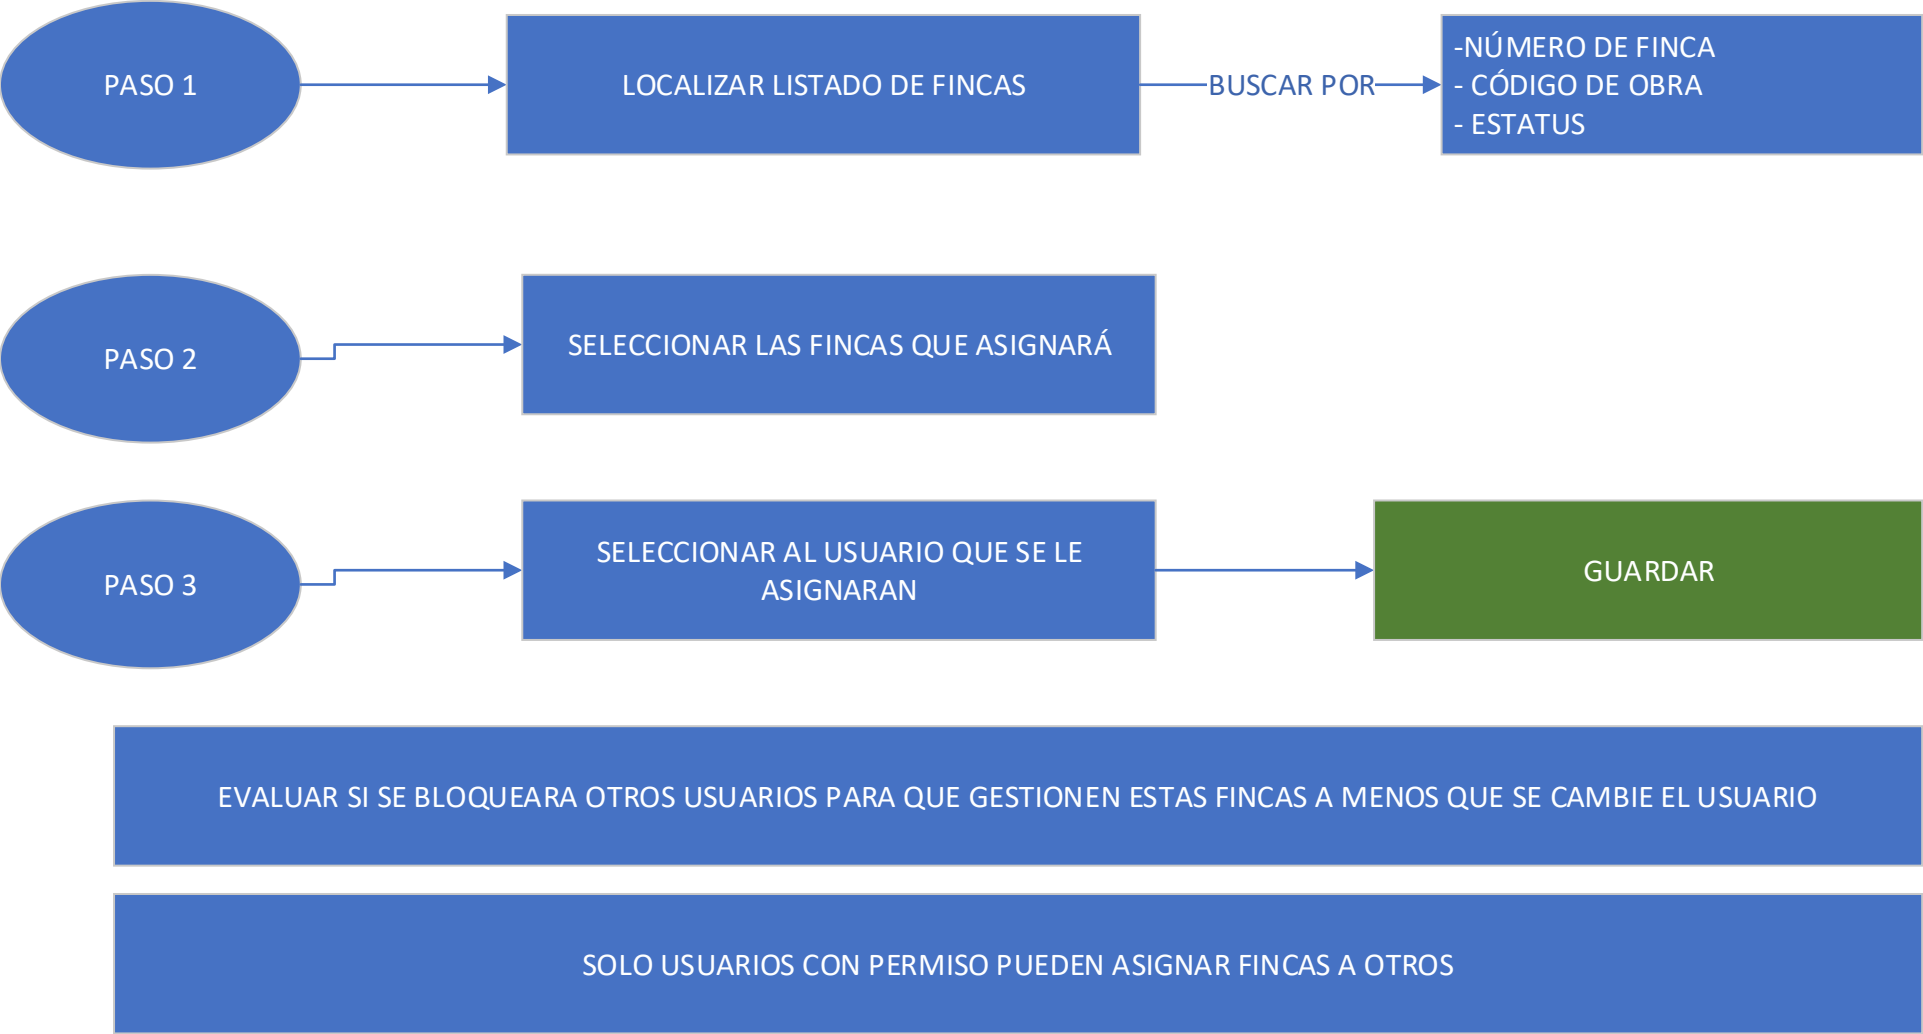 PASO 1
LOCALIZAR LISTADO DE FINCAS
BUSCAR POR
-NÚMERO DE FINCA
- CÓDIGO DE OBRA
- ESTATUS
PASO 2
SELECCIONAR LAS FINCAS QUE ASIGNARÁ
PASO 3
SELECCIONAR AL USUARIO QUE SE LE
ASIGNARAN
GUARDAR
EVALUAR SI SE BLOQUEARA OTROS USUARIOS PARA QUE GESTIONEN ESTAS FINCAS A MENOS QUE SE CAMBIE EL USUARIO
SOLO USUARIOS CON PERMISO PUEDEN ASIGNAR FINCAS A OTROS